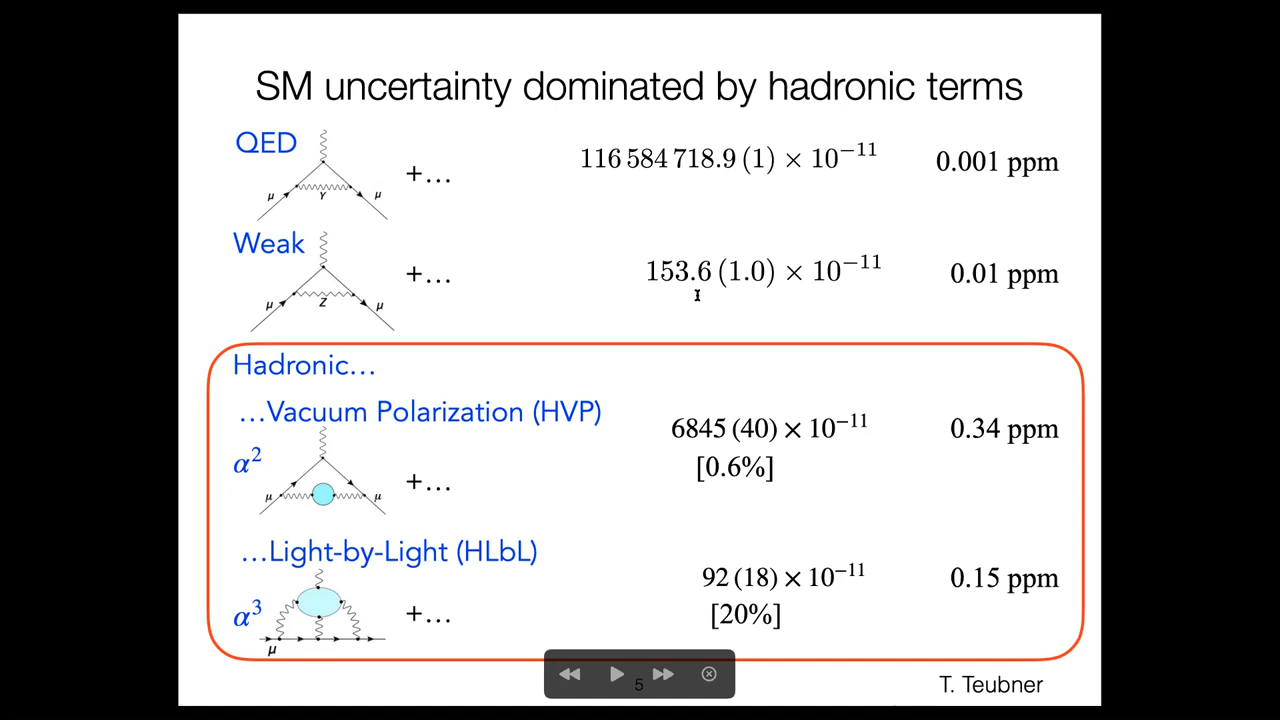 SM uncertainty dominated by hadronic terms
QED
μ γ μ
+…
116 584 718.9 (1) × 10⁻¹¹
0.001 ppm
Weak
μ Z μ
+…
153.6 (1.0) × 10⁻¹¹
0.01 ppm
Hadronic…
…Vacuum Polarization (HVP)
α²
μ μ
+…
6845 (40) × 10⁻¹¹
0.34 ppm
[0.6%]
…Light-by-Light (HLbL)
α³
μ
+…
92 (18) × 10⁻¹¹
0.15 ppm
[20%]
5
T. Teubner